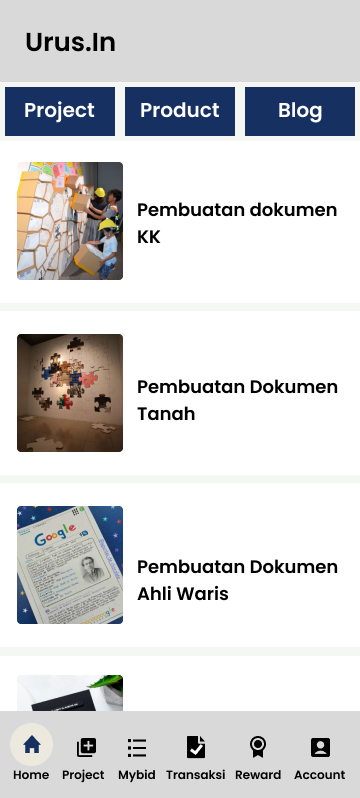 Urus.In
Project
Product
Blog
Pembuatan dokumen
KK
Pembuatan Dokumen
Tanah
Google
Pembuatan Dokumen
Ahli Waris
Home
Project
Mybid
Transaksi
Reward
Account